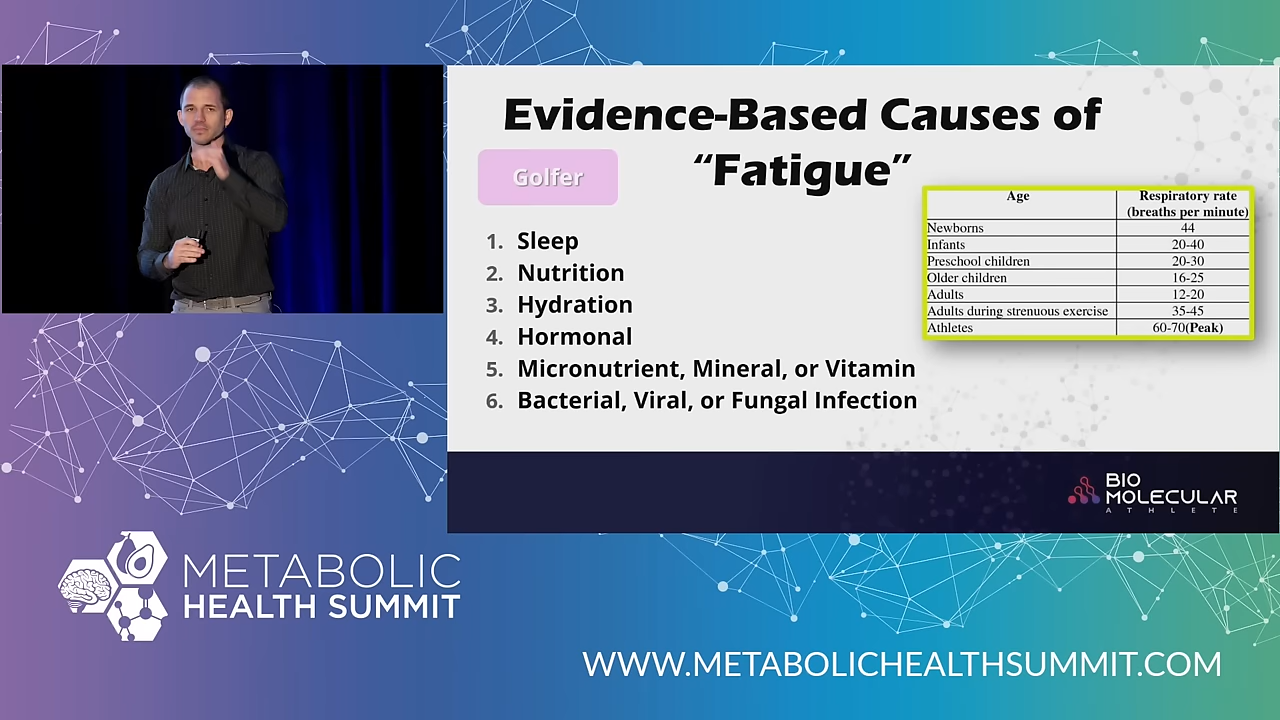 Evidence-Based Causes of
“Fatigue”
Golfer
1. Sleep
2. Nutrition
3. Hydration
4. Hormonal
5. Micronutrient, Mineral, or Vitamin
6. Bacterial, Viral, or Fungal Infection
Age Respiratory rate
(breaths per minute)
Newborns 44
Infants 20-40
Preschool children 20-30
Older children 16-25
Adults 12-20
Adults during strenuous exercise 35-45
Athletes 60-70(Peak)
BIO
MOLECULAR
ATHLETE
METABOLIC
HEALTH SUMMIT
WWW.METABOLICHEALTHSUMMIT.COM